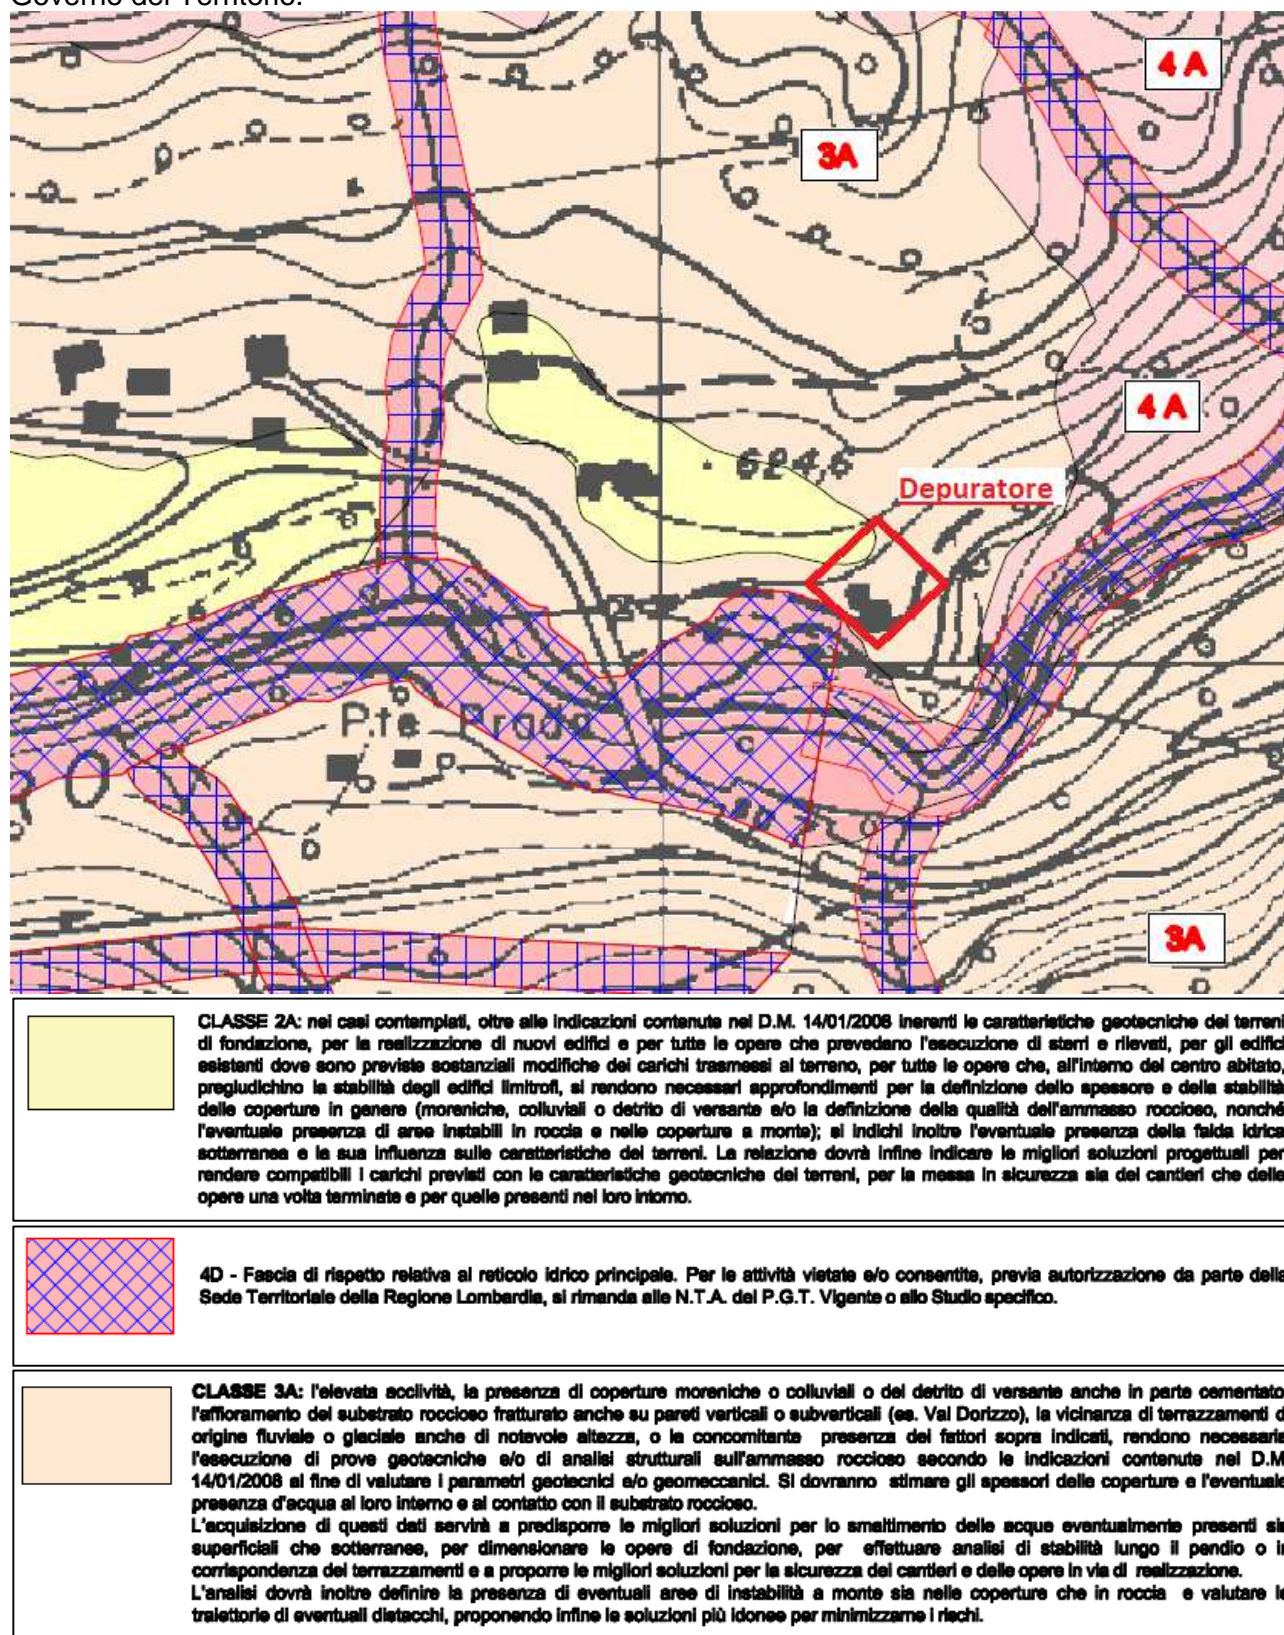 Governo del Territorio.
4 A
3A
4 A
624,6
Depuratore
P.te Prada
3A
CLASSE 2A: nei casi contemplati, oltre alle indicazioni contenute nel D.M. 14/01/2008 inerenti le caratteristiche geotecniche dei terreni
di fondazione, per la realizzazione di nuovi edifici e per tutte le opere che prevedano l'esecuzione di sterri e rilevati, per gli edifici
esistenti dove sono previste sostanziali modifiche dei carichi trasmessi al terreno, per tutte le opere che, all'interno del centro abitato,
pregiudichino la stabilità degli edifici limitrofi, si rendono necessari approfondimenti per la definizione dello spessore e della stabilità
delle coperture in genere (moreniche, colluviali o detrito di versante e/o la definizione della qualità dell'ammasso roccioso, nonché
l'eventuale presenza di aree instabili in roccia e nelle coperture a monte); si indichi inoltre l'eventuale presenza della falda idrica
sotterranea e la sua influenza sulle caratteristiche dei terreni. La relazione dovrà infine indicare le migliori soluzioni progettuali per
rendere compatibili i carichi previsti con le caratteristiche geotecniche dei terreni, per la messa in sicurezza sia dei cantieri che delle
opere una volta terminate e per quelle presenti nel loro intorno.
4D - Fascia di rispetto relativa al reticolo idrico principale. Per le attività vietate e/o consentite, previa autorizzazione da parte della
Sede Territoriale della Regione Lombardia, si rimanda alle N.T.A. del P.G.T. Vigente o allo Studio specifico.
CLASSE 3A: l'elevata acclività, la presenza di coperture moreniche o colluviali o del detrito di versante anche in parte cementato
l'affioramento del substrato roccioso fratturato anche su pareti verticali o subverticali (es. Val Dorizzo), la vicinanza di terrazzamenti d
origine fluviale o glaciale anche di notevole altezza, o la concomitante presenza dei fattori sopra indicati, rendono necessaria
l'esecuzione di prove geotecniche e/o di analisi strutturali sull'ammasso roccioso secondo le indicazioni contenute nel D.M
14/01/2008 al fine di valutare i parametri geotecnici e/o geomeccanici. Si dovranno stimare gli spessori delle coperture e l'eventuale
presenza d'acqua al loro interno e al contatto con il substrato roccioso.
L'acquisizione di questi dati servirà a predisporre le migliori soluzioni per lo smaltimento delle acque eventualmente presenti sia
superficiali che sotterranee, per dimensionare le opere di fondazione, per effettuare analisi di stabilità lungo il pendio o in
corrispondenza dei terrazzamenti e a proporre le migliori soluzioni per la sicurezza dei cantieri e delle opere in via di realizzazione.
L'analisi dovrà inoltre definire la presenza di eventuali aree di instabilità a monte sia nelle coperture che in roccia e valutare le
traiettorie di eventuali distacchi, proponendo infine le soluzioni più idonee per minimizzarne i rischi.